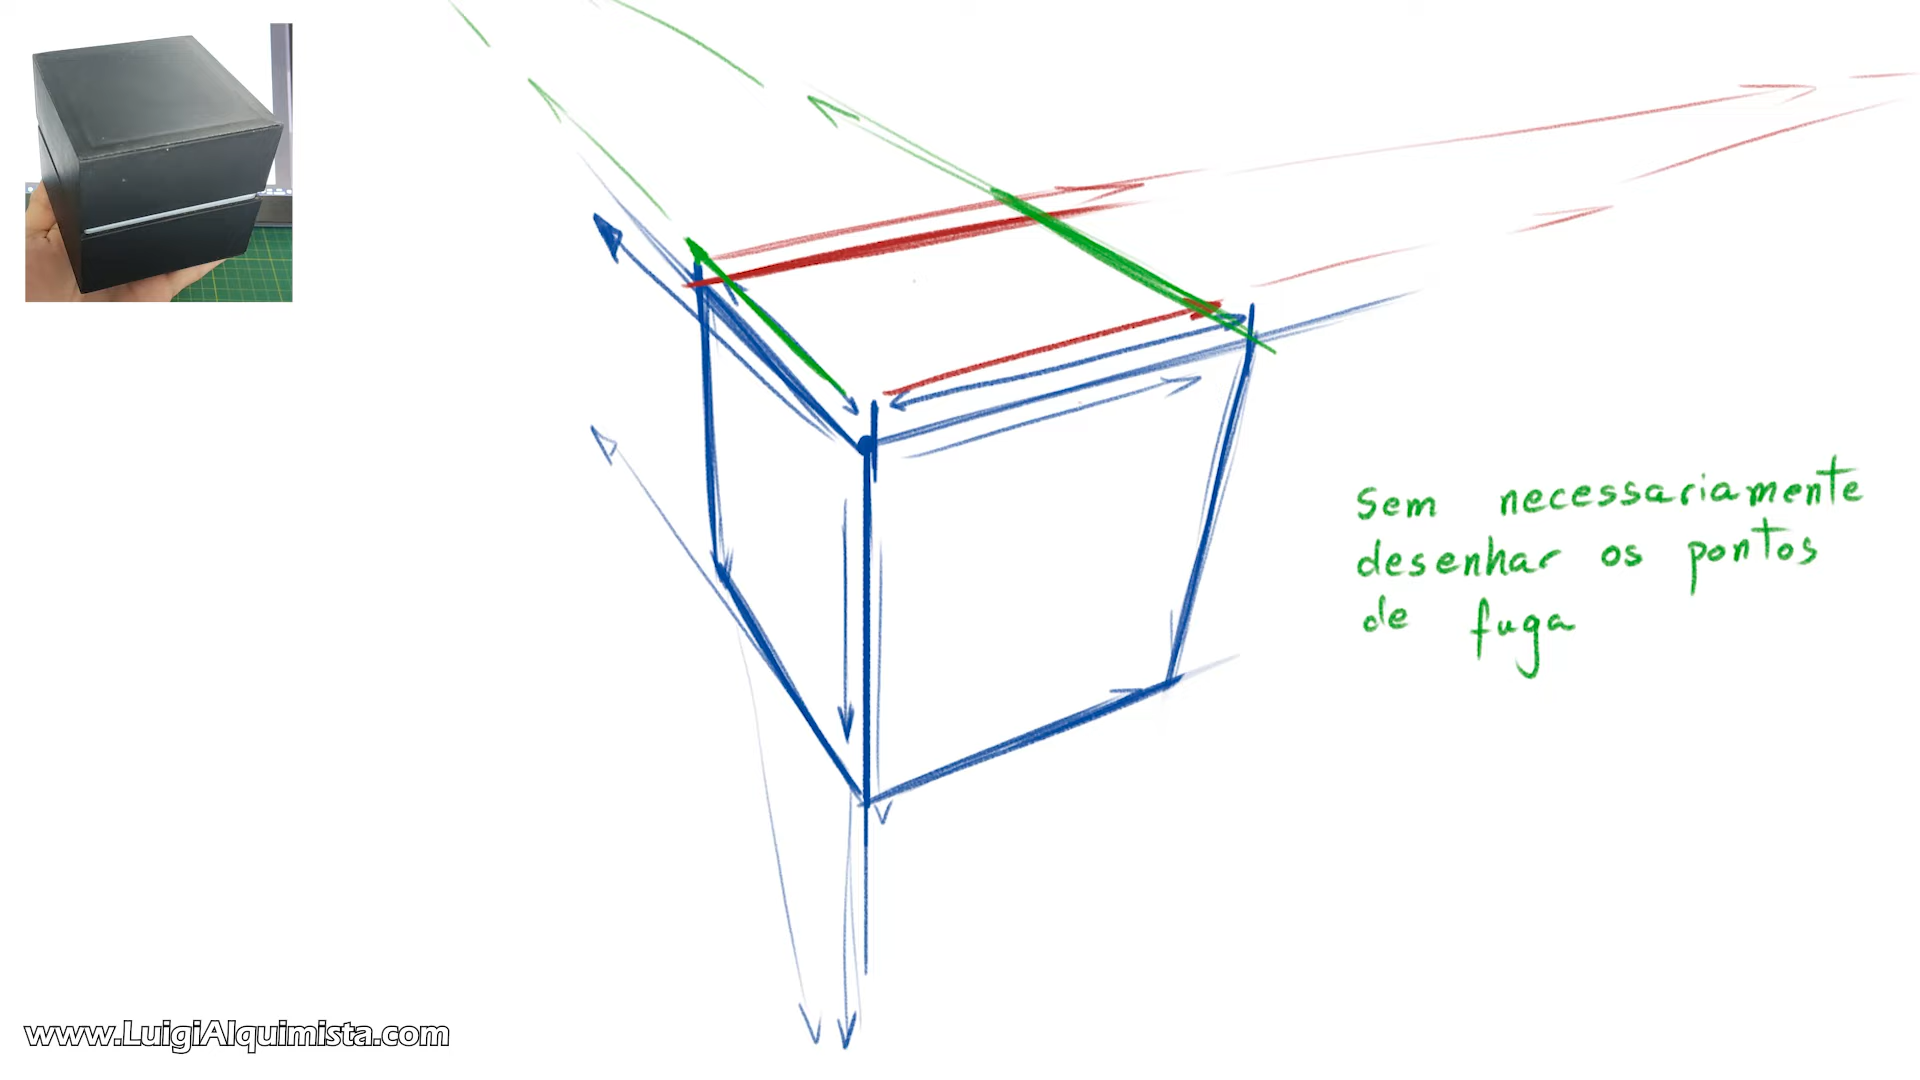 Sem necessariamente
desenhar os pontos
de fuga
www.LuigiAlquimista.com